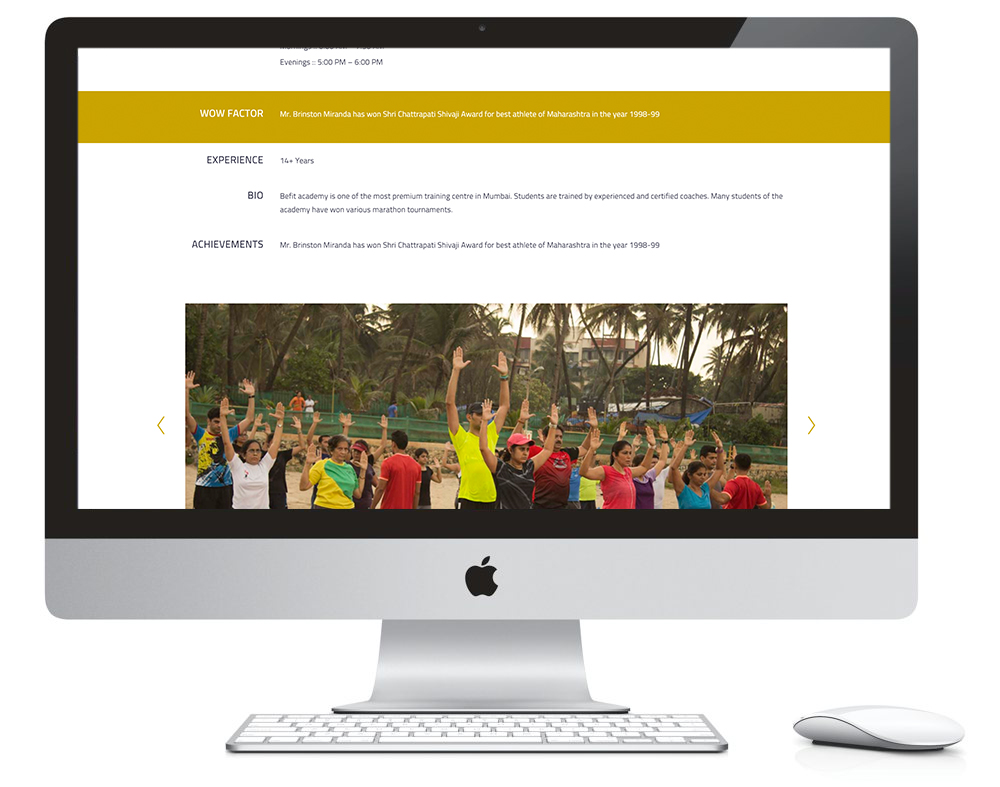 Evenings :: 5:00 PM – 6:00 PM
WOW FACTOR
Mr. Brinston Miranda has won Shri Chattrapati Shivaji Award for best athlete of Maharashtra in the year 1998-99
EXPERIENCE
14+ Years
BIO
Befit academy is one of the most premium training centre in Mumbai. Students are trained by experienced and certified coaches. Many students of the
academy have won various marathon tournaments.
ACHIEVEMENTS
Mr. Brinston Miranda has won Shri Chattrapati Shivaji Award for best athlete of Maharashtra in the year 1998-99